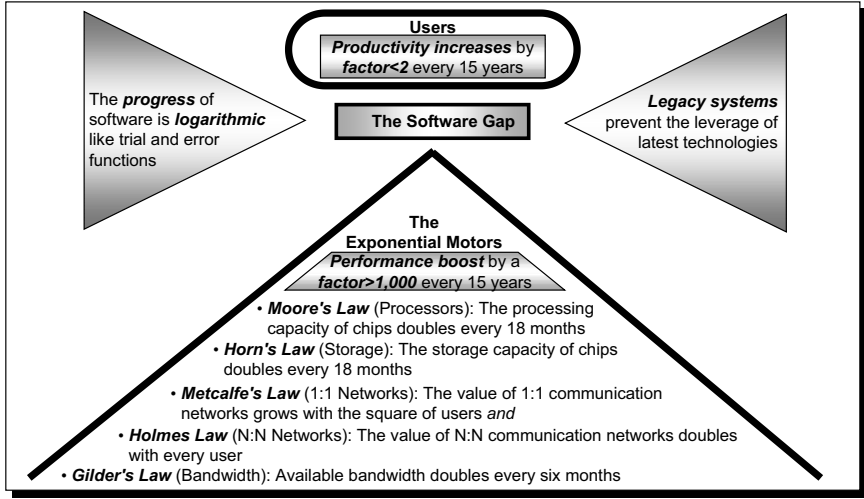 Users
Productivity increases by
factor<2 every 15 years
The progress of
software is logarithmic
like trial and error
functions
The Software Gap
Legacy systems
prevent the leverage of
latest technologies
The
Exponential Motors
Performance boost by a
factor>1,000 every 15 years
• Moore's Law (Processors): The processing
capacity of chips doubles every 18 months
• Horn's Law (Storage): The storage capacity of chips
doubles every 18 months
• Metcalfe's Law (1:1 Networks): The value of 1:1 communication
networks grows with the square of users and
• Holmes Law (N:N Networks): The value of N:N communication networks doubles
with every user
• Gilder's Law (Bandwidth): Available bandwidth doubles every six months